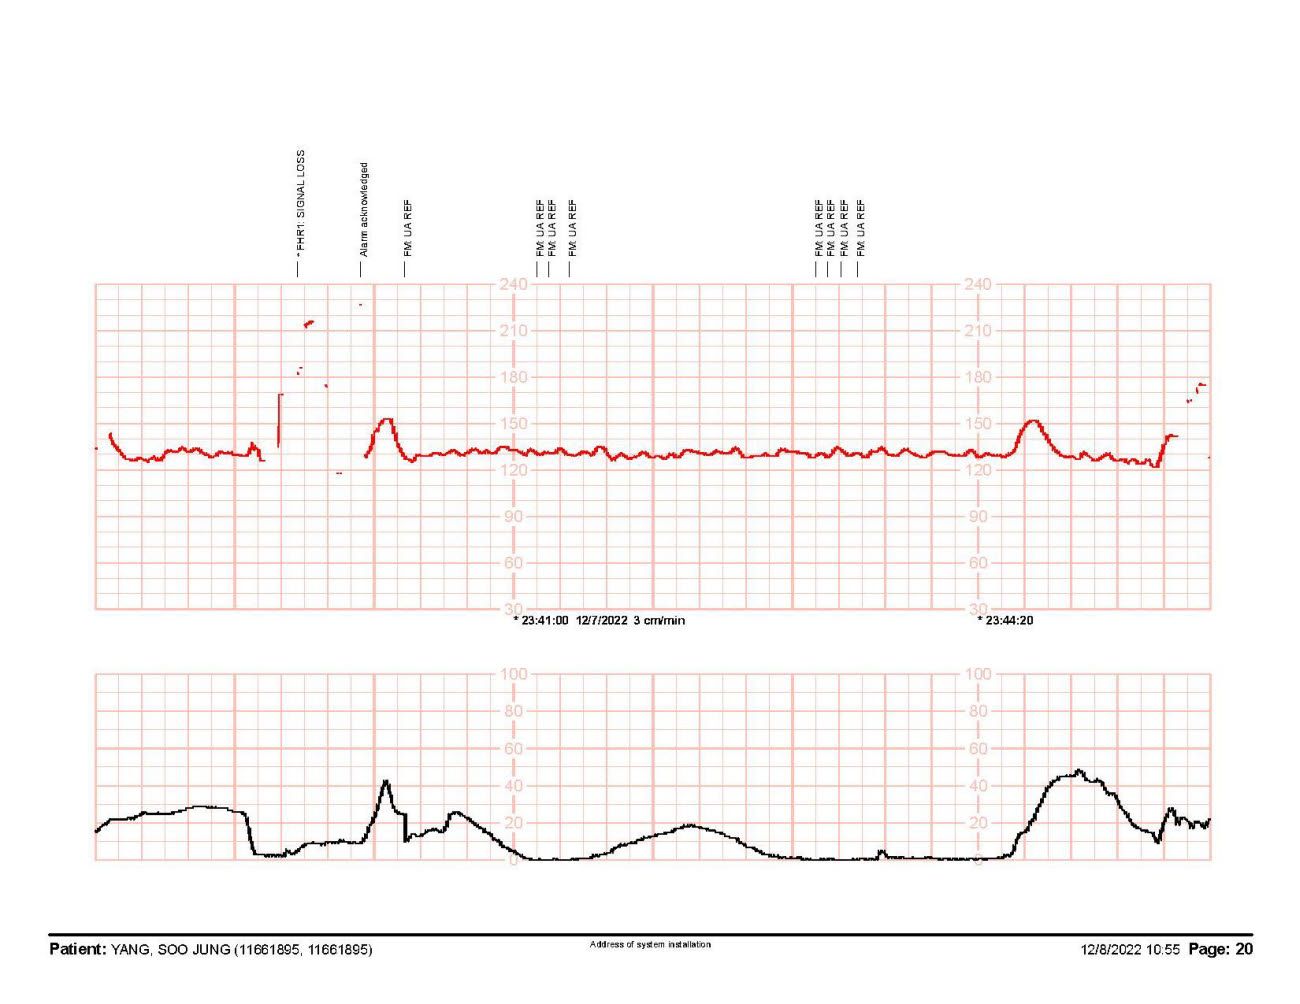 * FHR1: SIGNAL LOSS
Alarm acknowledged
FM: UA REF
FM: UA REF
FM: UA REF
FM: UA REF
FM: UA REF
FM: UA REF
FM: UA REF
FM: UA REF
240 240
210 210
180 180
150 150
120 120
90 90
60 60
30 30
* 23:41:00 12/7/2022 3 cm/min * 23:44:20
100 100
80 80
60 60
40 40
20 20
0 0
Patient: YANG, SOO JUNG (11661895, 11661895) Address of system installation 12/8/2022 10:55 Page: 20